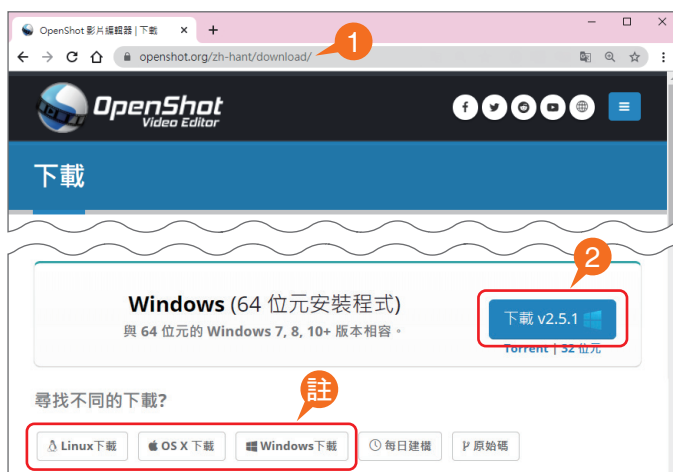 OpenShot 影片編輯器 | 下載
1
openshot.org/zh-hant/download/
OpenShot
Video Editor
下載
2
Windows (64 位元安裝程式)
下載 v2.5.1
與 64 位元的 Windows 7, 8, 10+ 版本相容。
Torrent | 32 位元
註
尋找不同的下載?
Linux下載 OS X 下載 Windows下載 每日建構 原始碼